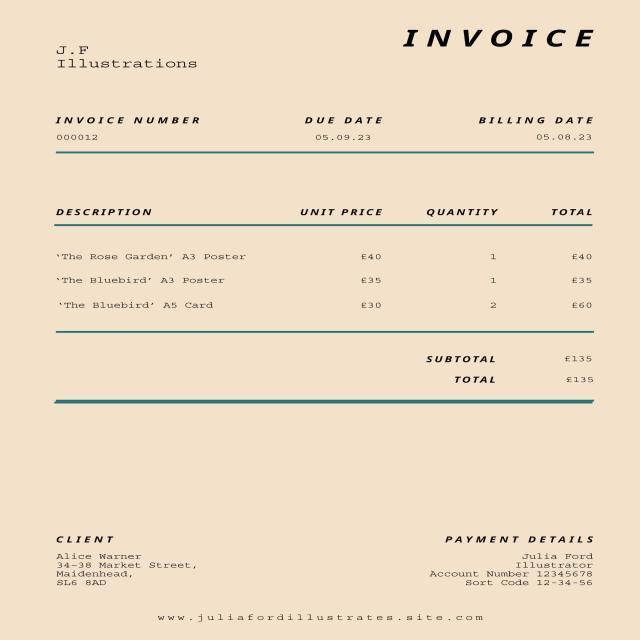 INVOICE
J.F
Illustrations
INVOICE NUMBER DUE DATE BILLING DATE
000012 05.09.23 05.08.23
DESCRIPTION UNIT PRICE QUANTITY TOTAL
‘The Rose Garden’ A3 Poster £40 1 £40
‘The Bluebird’ A3 Poster £35 1 £35
‘The Bluebird’ A5 Card £30 2 £60
SUBTOTAL £135
TOTAL £135
CLIENT
Alice Warner
34-38 Market Street,
Maidenhead,
SL6 8AD
PAYMENT DETAILS
Julia Ford
Illustrator
Account Number 12345678
Sort Code 12-34-56
www.juliafordillustrates.site.com